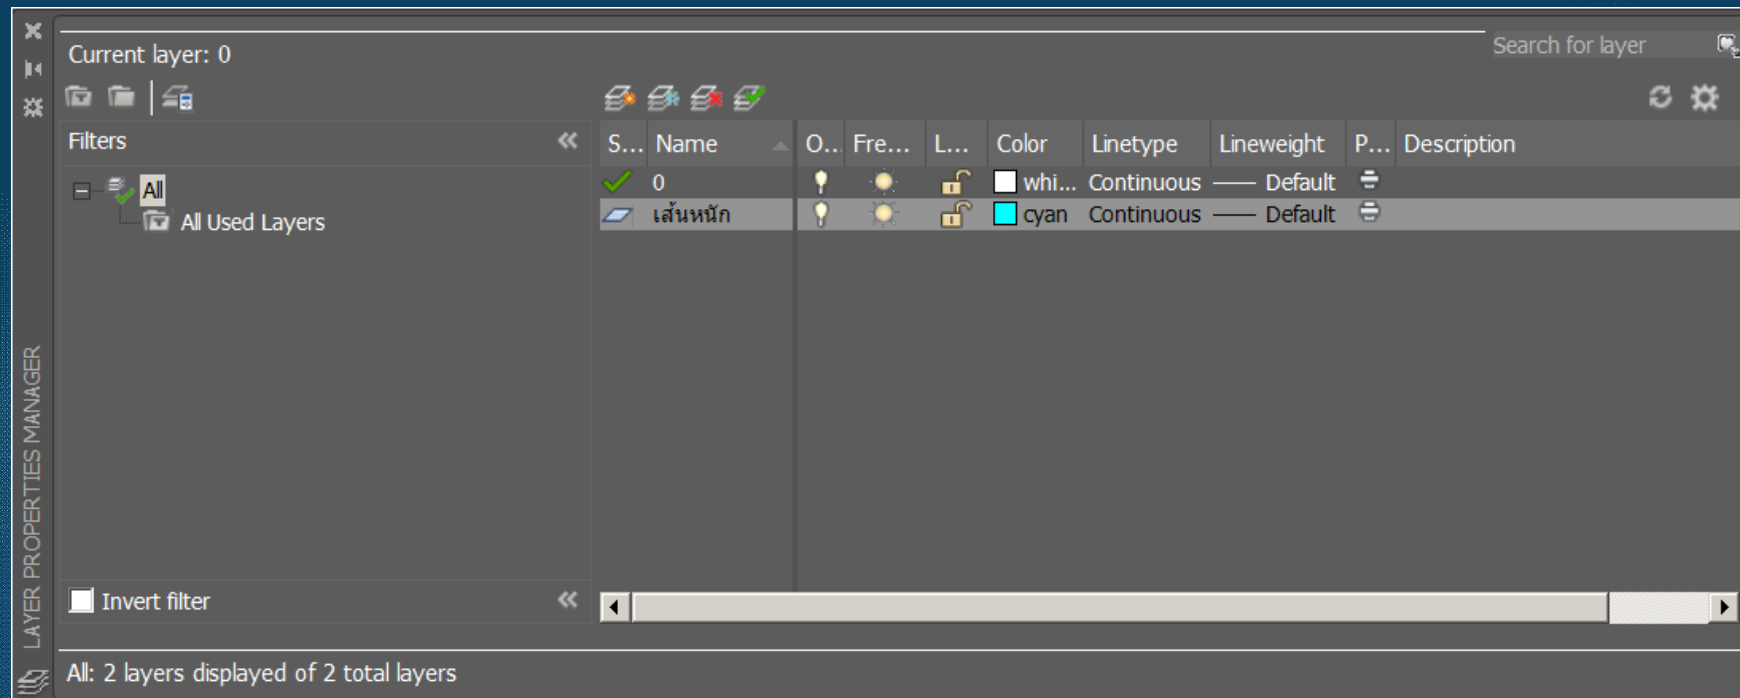 Current layer: 0
Search for layer
Filters
S... Name O... Fre... L... Color Linetype Lineweight P... Description
All
All Used Layers
0 whi... Continuous Default
เส้นหนัก cyan Continuous Default
Invert filter
LAYER PROPERTIES MANAGER
All: 2 layers displayed of 2 total layers